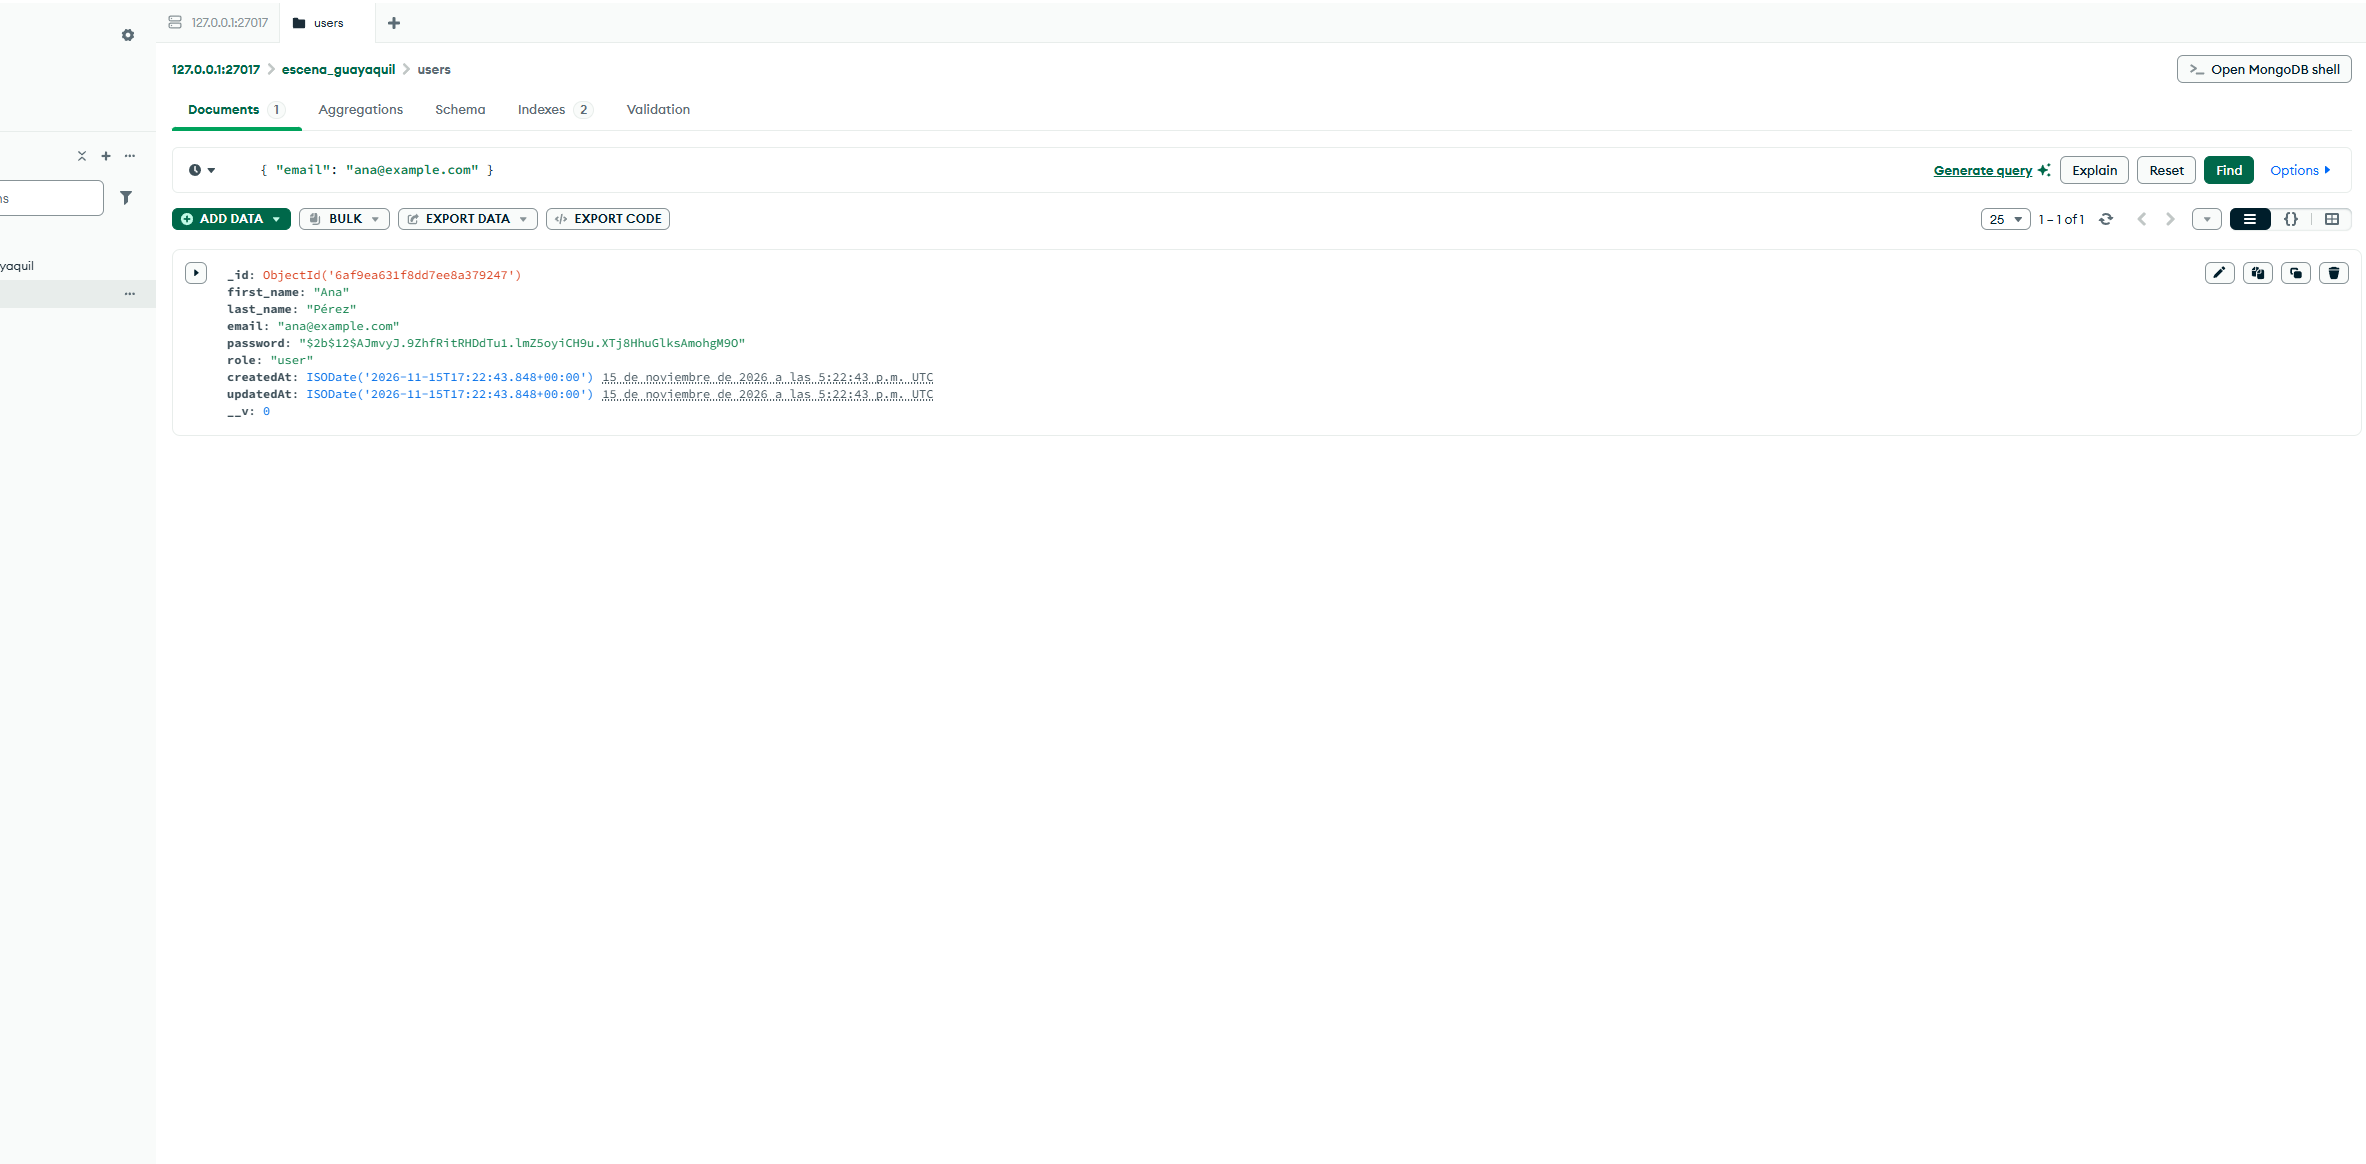 127.0.0.1:27017
users
127.0.0.1:27017 escena_guayaquil users
Open MongoDB shell
Documents 1 Aggregations Schema Indexes 2 Validation
{ "email": "ana@example.com" }
Generate query Explain Reset Find Options
ns
ADD DATA BULK EXPORT DATA EXPORT CODE
25 1 – 1 of 1
yaquil
_id: ObjectId('6af9ea631f8dd7ee8a379247')
first_name: "Ana"
last_name: "Pérez"
email: "ana@example.com"
password: "$2b$12$AJmvyJ.9ZhfRitRHDdTu1.lmZ5oyiCH9u.XTj8HhuGlksAmohgM9O"
role: "user"
createdAt: ISODate('2026-11-15T17:22:43.848+00:00') 15 de noviembre de 2026 a las 5:22:43 p.m. UTC
updatedAt: ISODate('2026-11-15T17:22:43.848+00:00') 15 de noviembre de 2026 a las 5:22:43 p.m. UTC
__v: 0